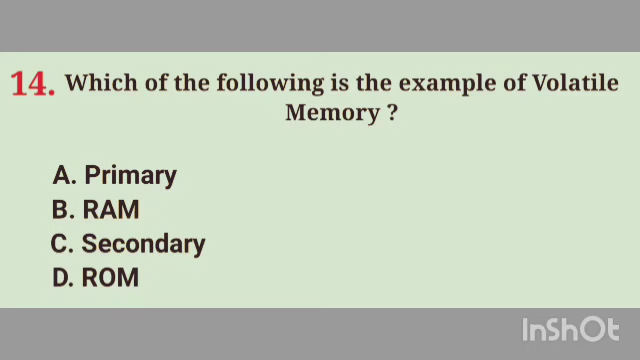 14. Which of the following is the example of Volatile
Memory ?
A. Primary
B. RAM
C. Secondary
D. ROM
InShOt